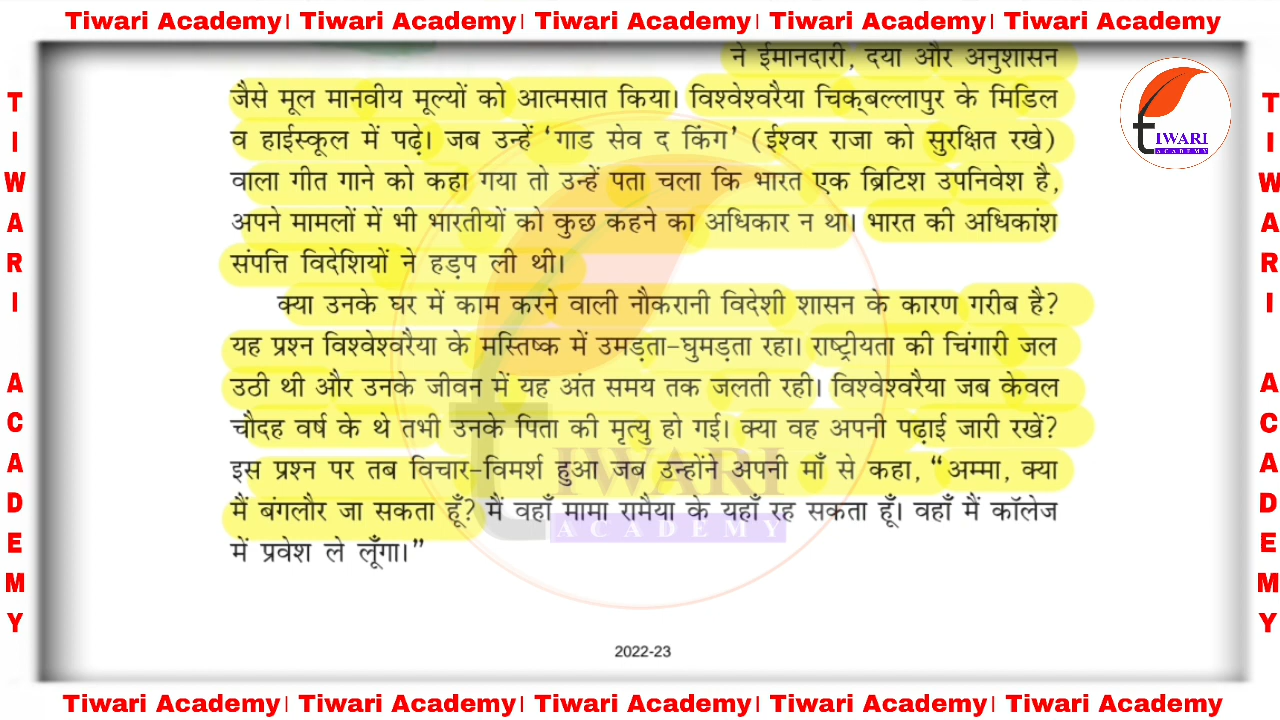 Tiwari Academy। Tiwari Academy। Tiwari Academy। Tiwari Academy। Tiwari Academy
ने ईमानदारी, दया और अनुशासन
जैसे मूल मानवीय मूल्यों को आत्मसात किया। विश्वेश्वरैया चिक्‌बल्लापुर के मिडिल
व हाईस्कूल में पढ़े। जब उन्हें ‘गाड सेव द किंग’ (ईश्वर राजा को सुरक्षित रखे)
वाला गीत गाने को कहा गया तो उन्हें पता चला कि भारत एक ब्रिटिश उपनिवेश है,
अपने मामलों में भी भारतीयों को कुछ कहने का अधिकार न था। भारत की अधिकांश
संपत्ति विदेशियों ने हड़प ली थी।
क्या उनके घर में काम करने वाली नौकरानी विदेशी शासन के कारण गरीब है?
यह प्रश्न विश्वेश्वरैया के मस्तिष्क में उमड़ता-घुमड़ता रहा। राष्ट्रीयता की चिंगारी जल
उठी थी और उनके जीवन में यह अंत समय तक जलती रही। विश्वेश्वरैया जब केवल
चौदह वर्ष के थे तभी उनके पिता की मृत्यु हो गई। क्या वह अपनी पढ़ाई जारी रखें?
इस प्रश्न पर तब विचार-विमर्श हुआ जब उन्होंने अपनी माँ से कहा, “अम्मा, क्या
मैं बंगलौर जा सकता हूँ? मैं वहाँ मामा रामैया के यहाँ रह सकता हूँ। वहाँ मैं कॉलेज
में प्रवेश ले लूँगा।”
TIWARI
ACADEMY
2022-23
TIWARI
ACADEMY
TIWARI ACADEMY
TIWARI ACADEMY
Tiwari Academy। Tiwari Academy। Tiwari Academy। Tiwari Academy। Tiwari Academy